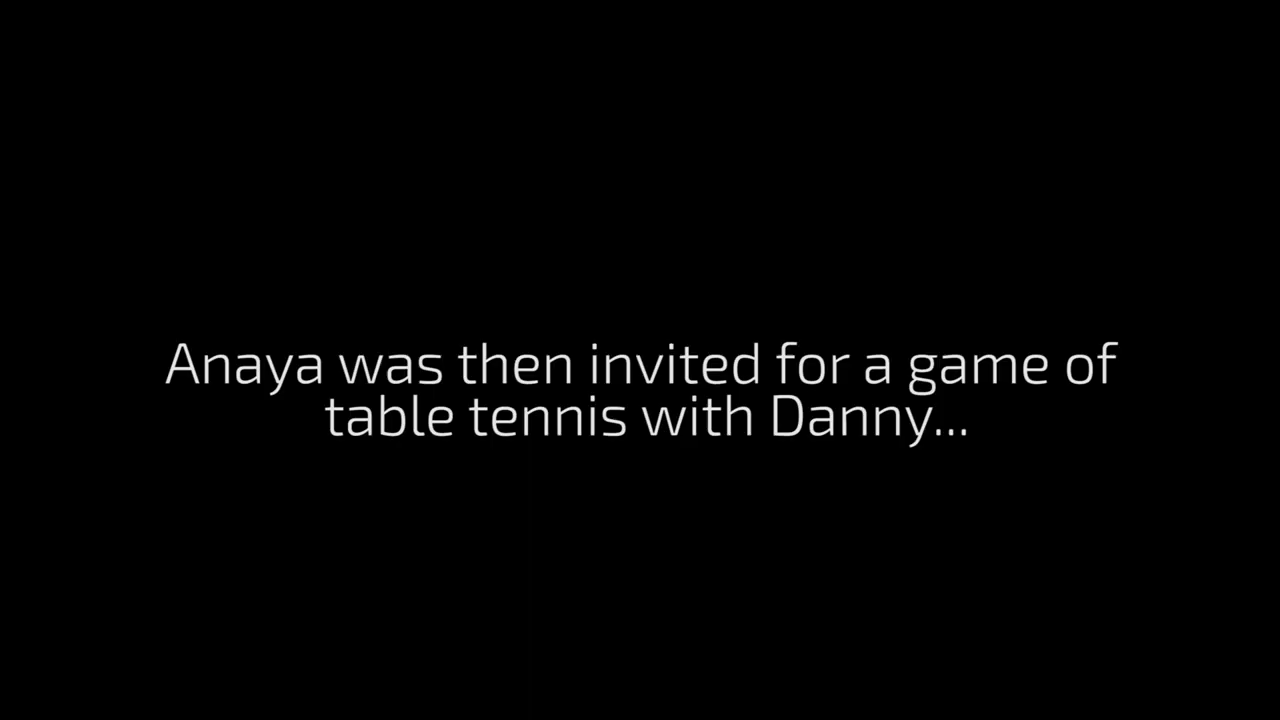 Anaya was then invited for a game of
table tennis with Danny...